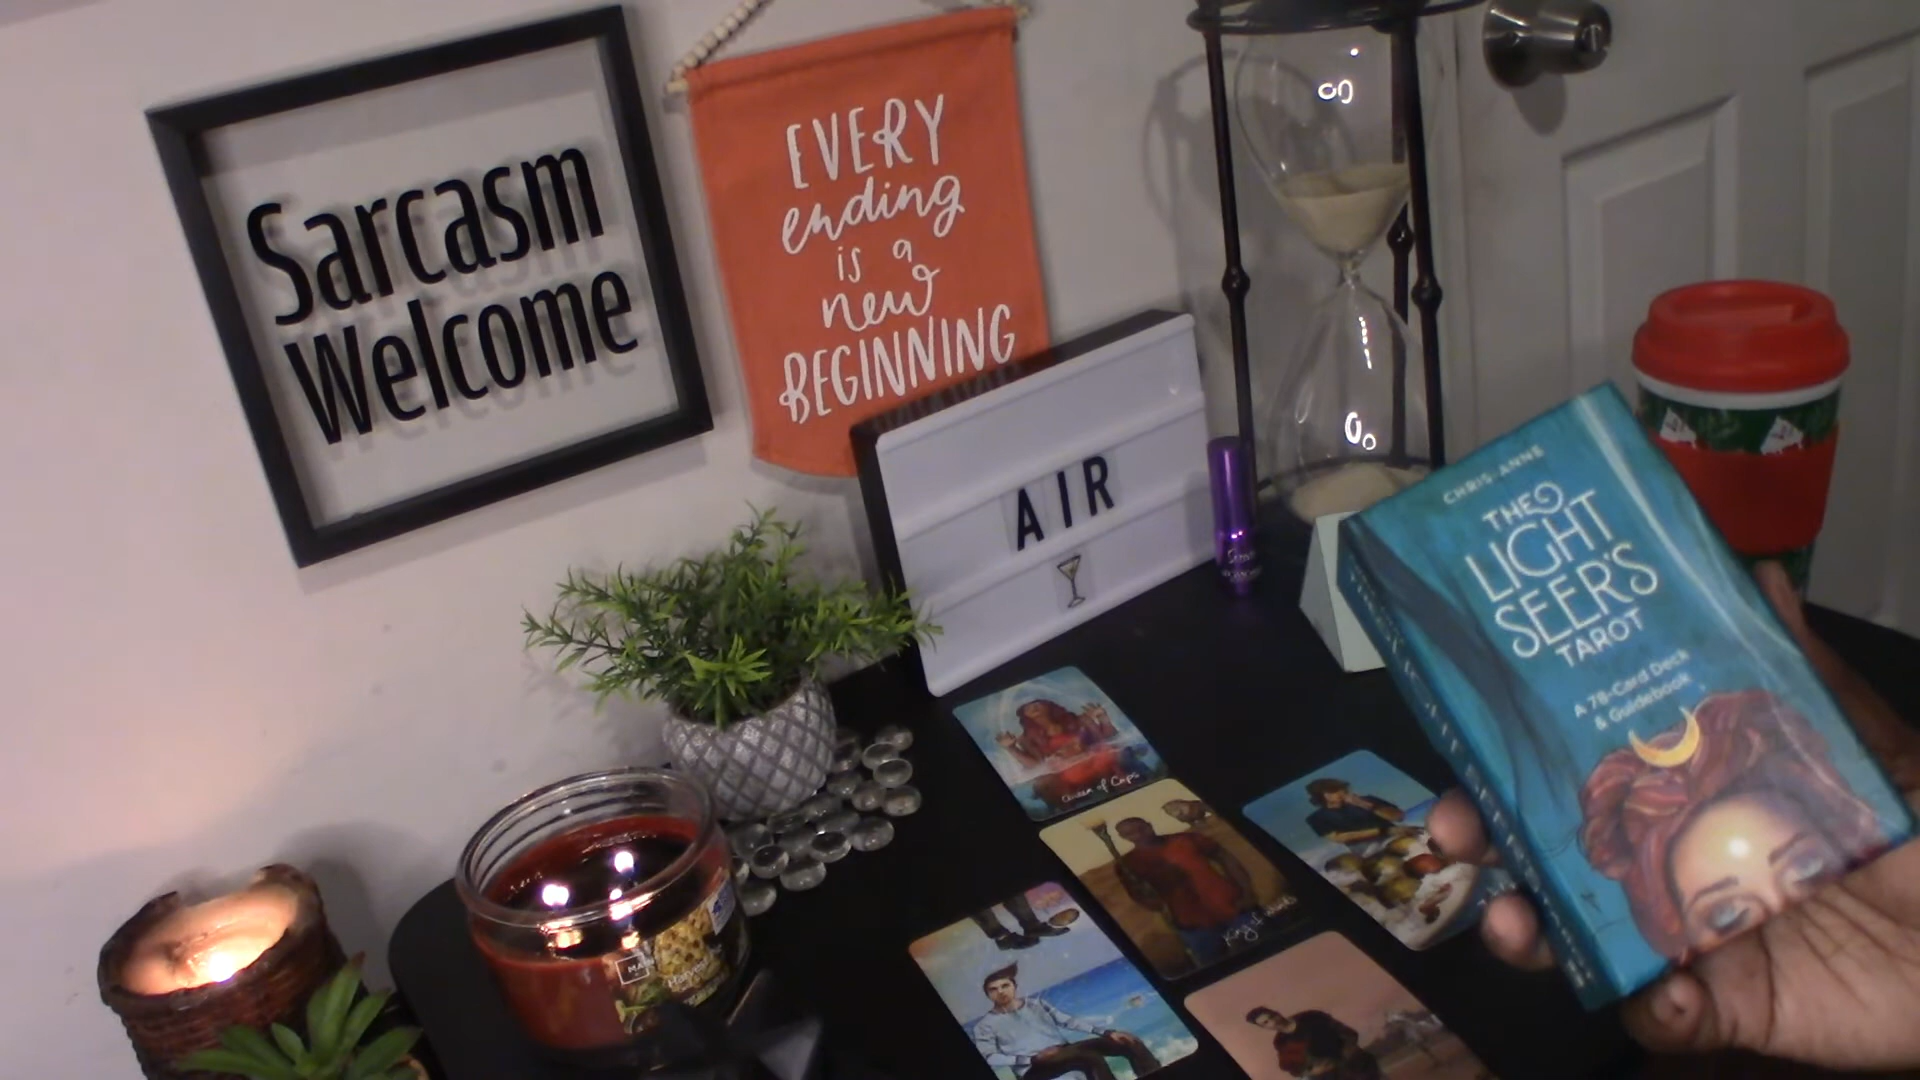 Sarcasm
Welcome
EVERY
ending
is a
new
BEGINNING
AIR
CHRIS-ANNE
THE
LIGHT
SEER'S
TAROT
A 78-Card Deck
& Guidebook
Queen of Cups
King of Wands